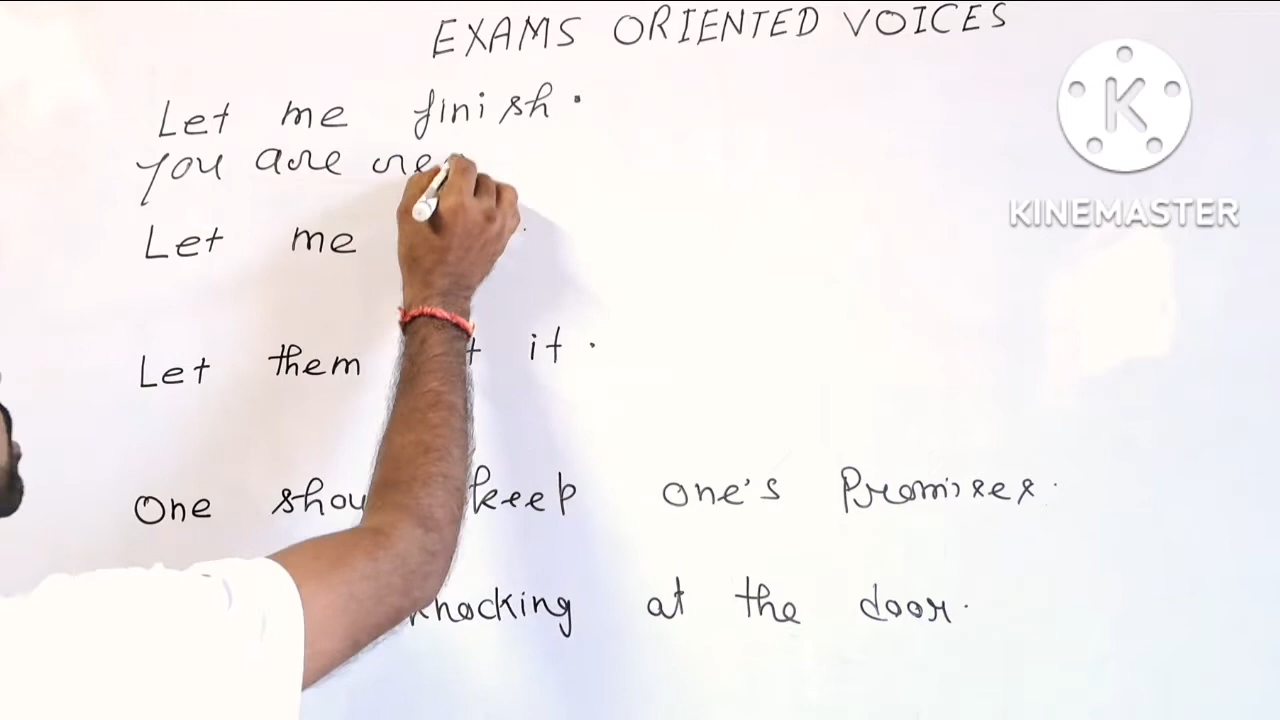 EXAMS ORIENTED VOICES
Let me finish.
You are re
Let me
Let them it.
One keep one's Promises.
knocking at the door.
K
KINEMASTER